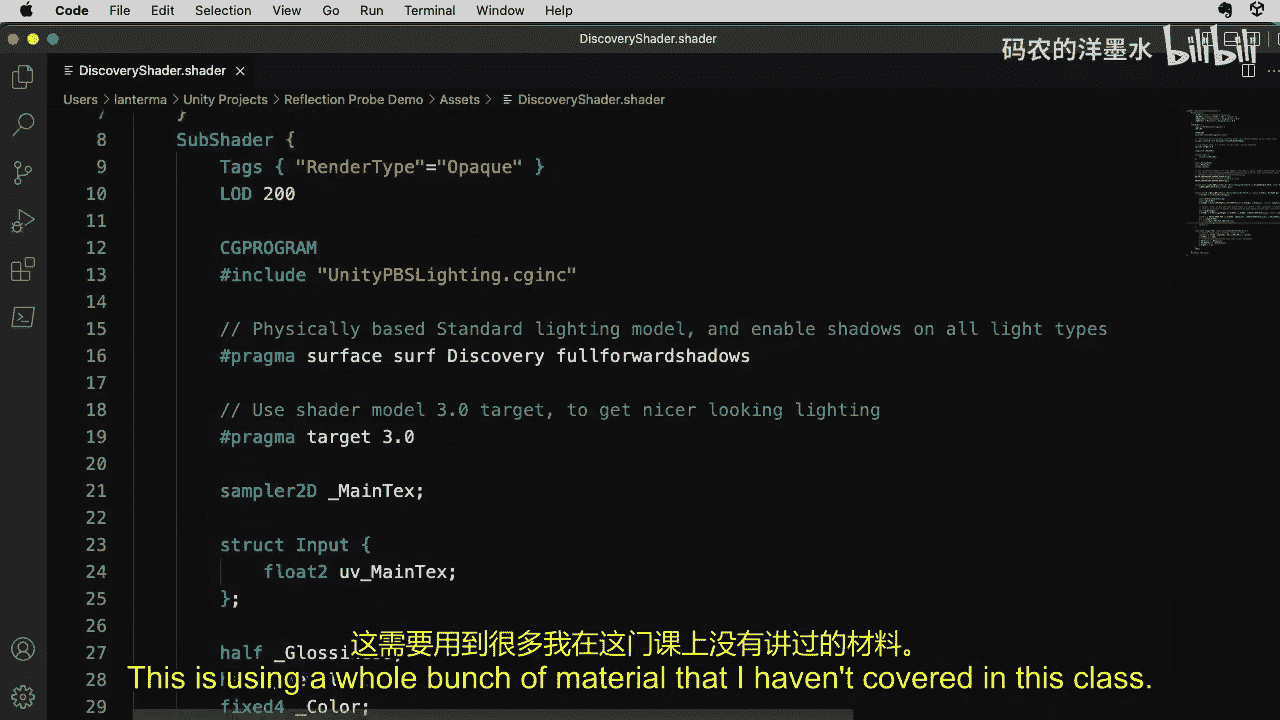 Code File Edit Selection View Go Run Terminal Window Help
DiscoveryShader.shader
码农的洋墨水 bilibili
DiscoveryShader.shader
Users > lanterma > Unity Projects > Reflection Probe Demo > Assets > DiscoveryShader.shader
7 }
8 SubShader {
9 Tags { "RenderType"="Opaque" }
10 LOD 200
11
12 CGPROGRAM
13 #include "UnityPBSLighting.cginc"
14
15 // Physically based Standard lighting model, and enable shadows on all light types
16 #pragma surface surf Discovery fullforwardshadows
17
18 // Use shader model 3.0 target, to get nicer looking lighting
19 #pragma target 3.0
20
21 sampler2D _MainTex;
22
23 struct Input {
24 float2 uv_MainTex;
25 };
26
这需要用到很多我在这门课上没有讲过的材料。
27 half
This is using a whole bunch of material that I haven't covered in this class.
28
29 fixed4 _Color;